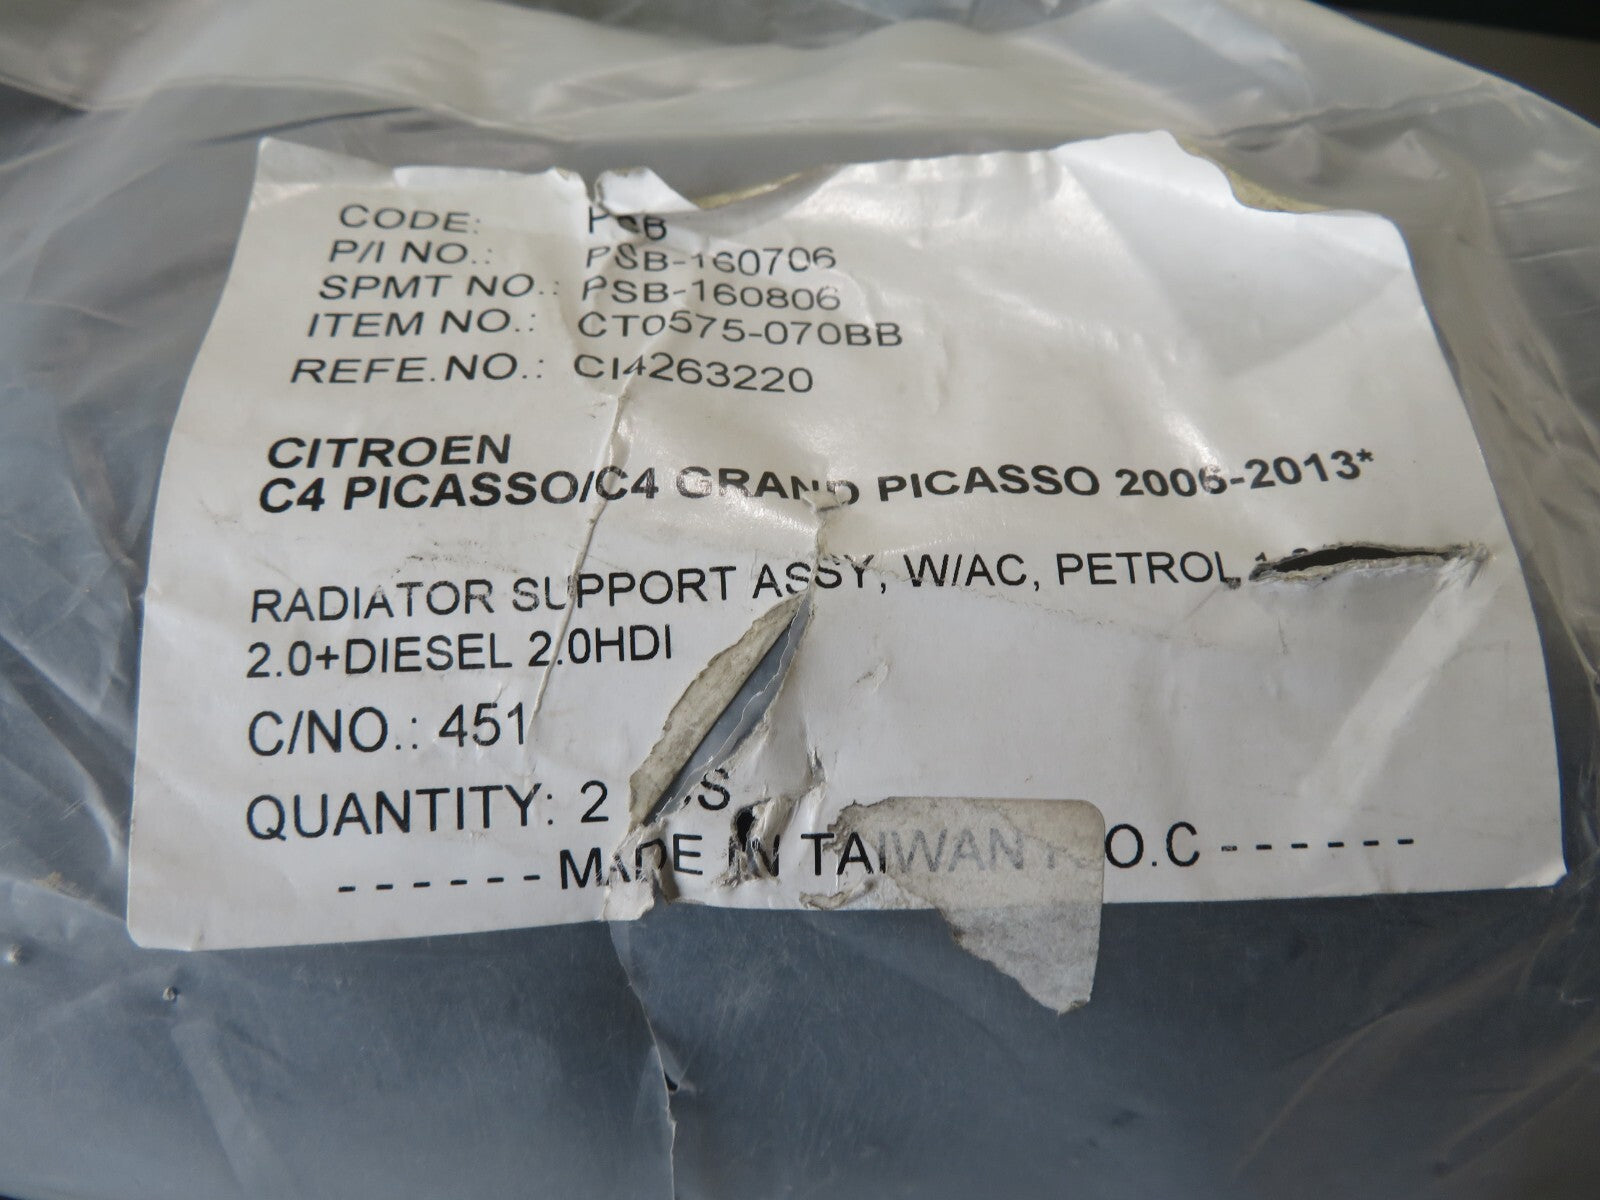 CODE: PSB
P/I NO.: PSB-160706
SPMT NO.: PSB-160806
ITEM NO.: CT0575-070BB
REFE.NO.: CI4263220
CITROEN
C4 PICASSO/C4 GRAND PICASSO 2006-2013*
RADIATOR SUPPORT ASSY, W/AC, PETROL
2.0+DIESEL 2.0HDI
C/NO.: 451
QUANTITY: 2
------MADE IN TAIWAN R.O.C------